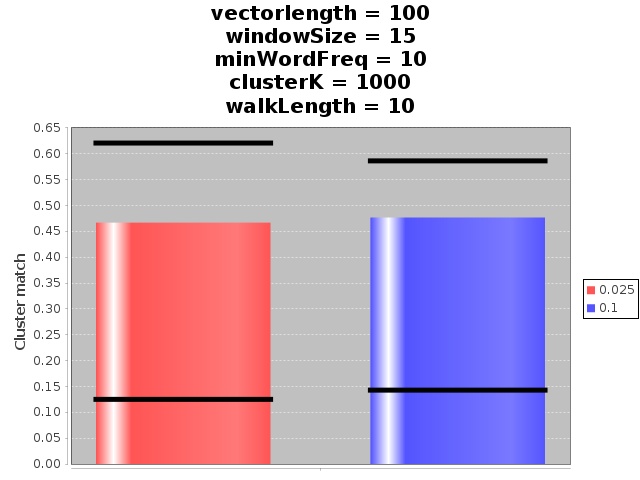 vectorlength = 100
windowSize = 15
minWordFreq = 10
clusterK = 1000
walkLength = 10
0.65
0.60
0.55
0.50
0.45
0.40
0.35
0.30
0.25
0.20
0.15
0.10
0.05
0.00
Cluster match
0.025
0.1